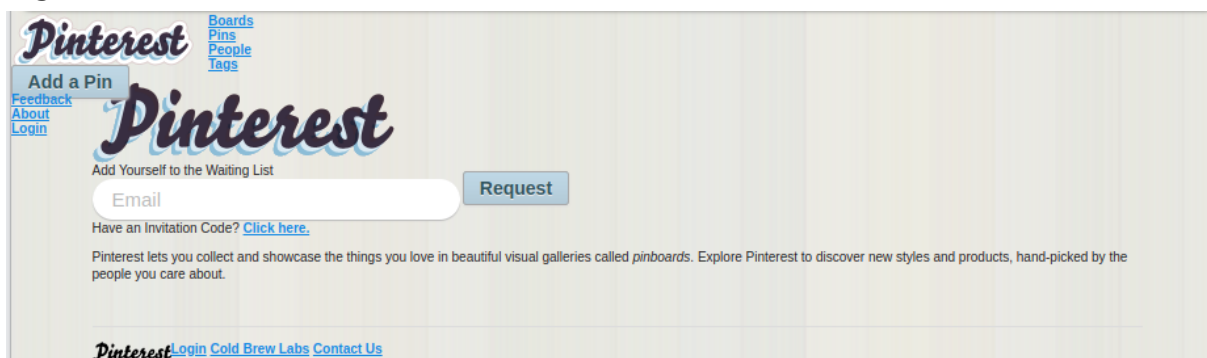 Pinterest
Boards
Pins
People
Tags
Add a Pin
Feedback
About
Login
Pinterest
Add Yourself to the Waiting List
Email
Request
Have an Invitation Code? Click here.
Pinterest lets you collect and showcase the things you love in beautiful visual galleries called pinboards. Explore Pinterest to discover new styles and products, hand-picked by the
people you care about.
Pinterest Login Cold Brew Labs Contact Us